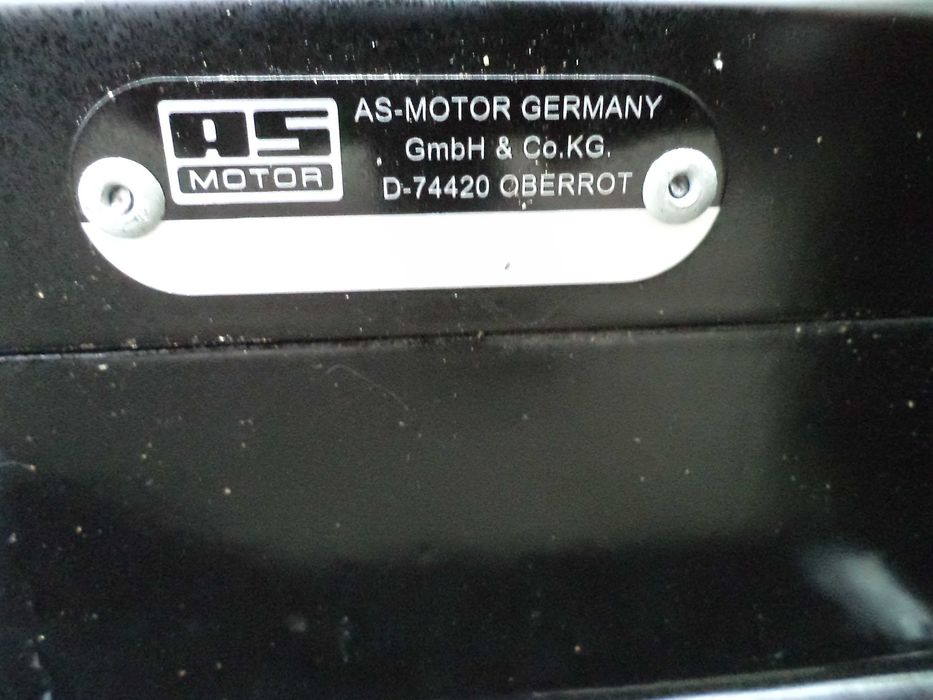 AS
MOTOR
AS-MOTOR GERMANY
GmbH & Co.KG.
D-74420 OBERROT